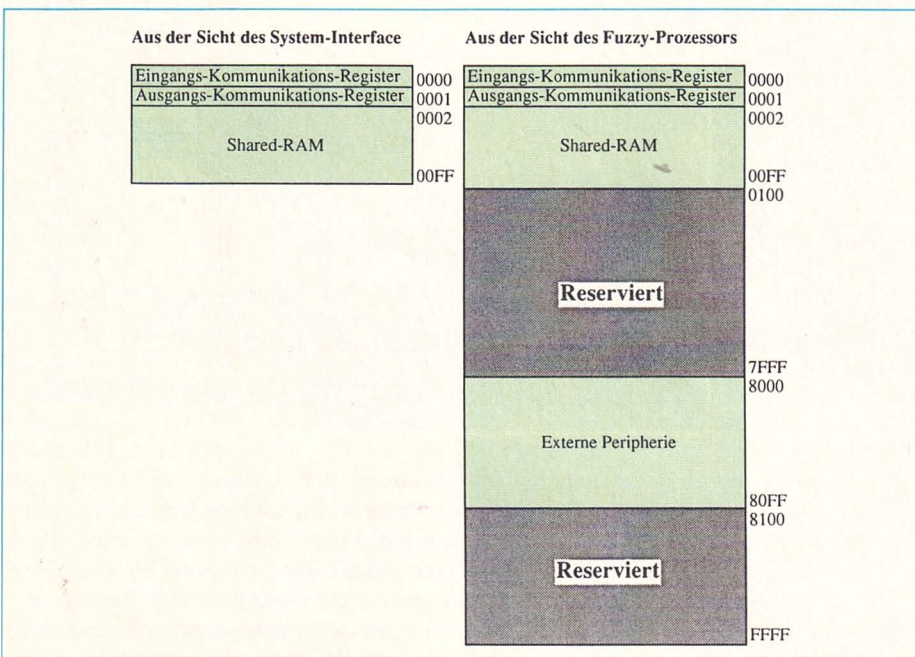 Aus der Sicht des System-Interface
Eingangs-Kommunikations-Register 0000
Ausgangs-Kommunikations-Register 0001
0002
Shared-RAM
00FF
Aus der Sicht des Fuzzy-Prozessors
Eingangs-Kommunikations-Register 0000
Ausgangs-Kommunikations-Register 0001
0002
Shared-RAM
00FF
0100
Reserviert
7FFF
8000
Externe Peripherie
80FF
8100
Reserviert
FFFF